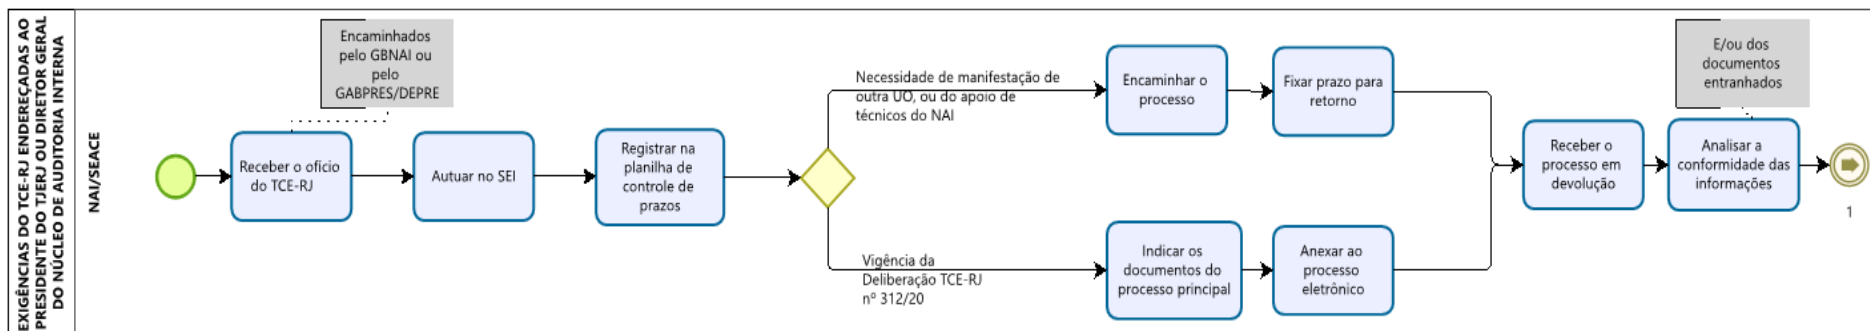 EXIGÊNCIAS DO TCE-RJ ENDEREÇADAS AO
PRESIDENTE DO TJERJ OU DIRETOR GERAL
DO NÚCLEO DE AUDITORIA INTERNA
NAI/SEACE
Encaminhados
pelo GBNAI ou
pelo
GABPRES/DEPRE
Receber o ofício
do TCE-RJ
Autuar no SEI
Registrar na
planilha de
controle de
prazos
Necessidade de manifestação de
outra UO, ou do apoio de
técnicos do NAI
Encaminhar o
processo
Fixar prazo para
retorno
Vigência da
Deliberação TCE-RJ
nº 312/20
Indicar os
documentos do
processo principal
Anexar ao
processo
eletrônico
Receber o
processo em
devolução
E/ou dos
documentos
entranhados
Analisar a
conformidade das
informações
1